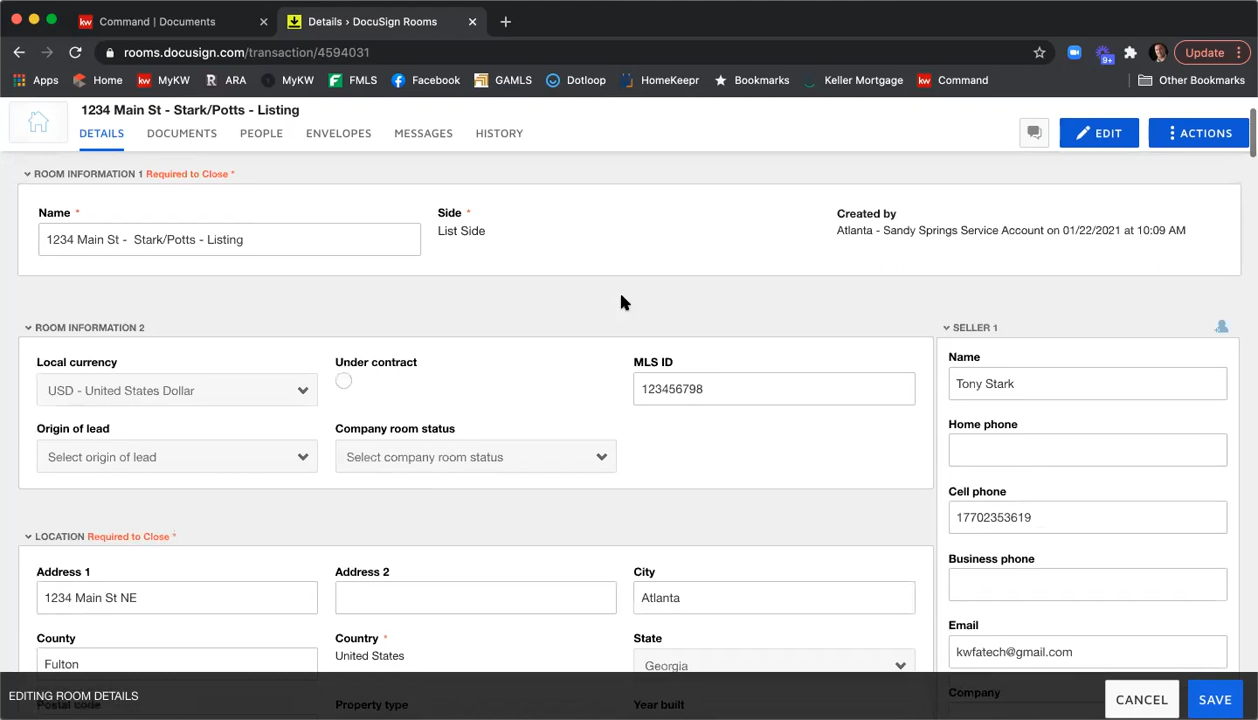 kw Command | Documents
Details › DocuSign Rooms
rooms.docusign.com/transaction/4594031
9+
Update
Apps Home kw MyKW R ARA MyKW FMLS Facebook GAMLS Dotloop HomeKeepr Bookmarks Keller Mortgage kw Command Other Bookmarks
1234 Main St - Stark/Potts - Listing
DETAILS DOCUMENTS PEOPLE ENVELOPES MESSAGES HISTORY
EDIT ACTIONS
ROOM INFORMATION 1 Required to Close *
Name * Side * Created by
1234 Main St - Stark/Potts - Listing List Side Atlanta - Sandy Springs Service Account on 01/22/2021 at 10:09 AM
ROOM INFORMATION 2
Local currency Under contract MLS ID
USD - United States Dollar 123456798
Origin of lead Company room status
Select origin of lead Select company room status
LOCATION Required to Close *
Address 1 Address 2 City
1234 Main St NE Atlanta
County Country * State
Fulton United States Georgia
Postal code Property type Year built
SELLER 1
Name
Tony Stark
Home phone
Cell phone
17702353619
Business phone
Email
kwfatech@gmail.com
Company
EDITING ROOM DETAILS CANCEL SAVE